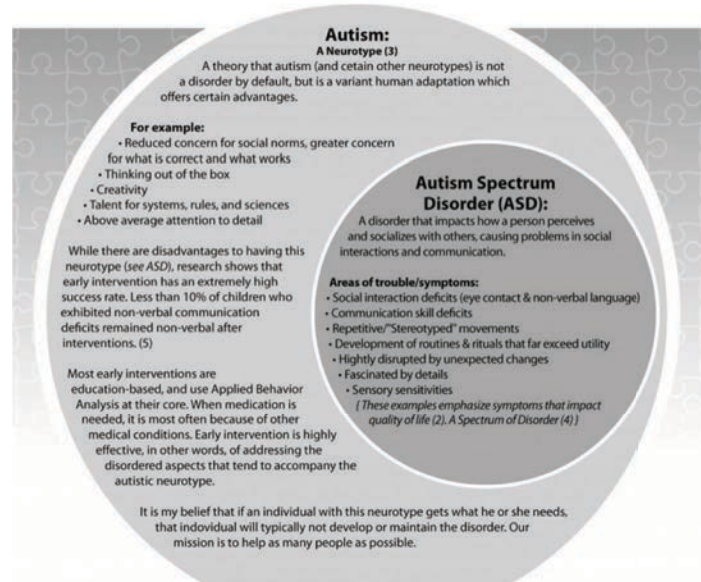 Autism:
A Neurotype (3)
A theory that autism (and cetain other neurotypes) is not
a disorder by default, but is a variant human adaptation which
offers certain advantages.
For example:
• Reduced concern for social norms, greater concern
for what is correct and what works
• Thinking out of the box
• Creativity
• Talent for systems, rules, and sciences
• Above average attention to detail
While there are disadvantages to having this
neurotype (see ASD), research shows that
early intervention has an extremely high
success rate. Less than 10% of children who
exhibited non-verbal communication
deficits remained non-verbal after
interventions. (5)
Most early interventions are
education-based, and use Applied Behavior
Analysis at their core. When medication is
needed, it is most often because of other
medical conditions. Early intervention is highly
effective, in other words, of addressing the
disordered aspects that tend to accompany the
autistic neurotype.
Autism Spectrum
Disorder (ASD):
A disorder that impacts how a person perceives
and socializes with others, causing problems in social
interactions and communication.
Areas of trouble/symptoms:
• Social interaction deficits (eye contact & non-verbal language)
• Communication skill deficits
• Repetitive/"Stereotyped" movements
• Development of routines & rituals that far exceed utility
• Hightly disrupted by unexpected changes
• Fascinated by details
• Sensory sensitivities
( These examples emphasize symptoms that impact
quality of life (2). A Spectrum of Disorder (4) )
It is my belief that if an individual with this neurotype gets what he or she needs,
that indovidual will typically not develop or maintain the disorder. Our
mission is to help as many people as possible.